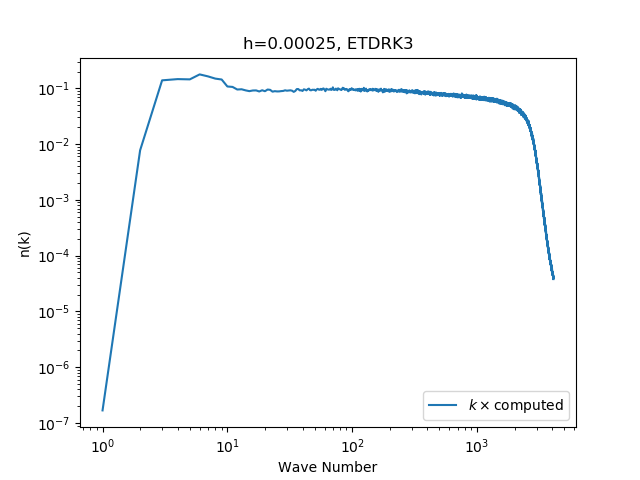 h=0.00025, ETDRK3
n(k)
10⁻¹
10⁻²
10⁻³
10⁻⁴
10⁻⁵
10⁻⁶
10⁻⁷
k × computed
10⁰ 10¹ 10² 10³
Wave Number